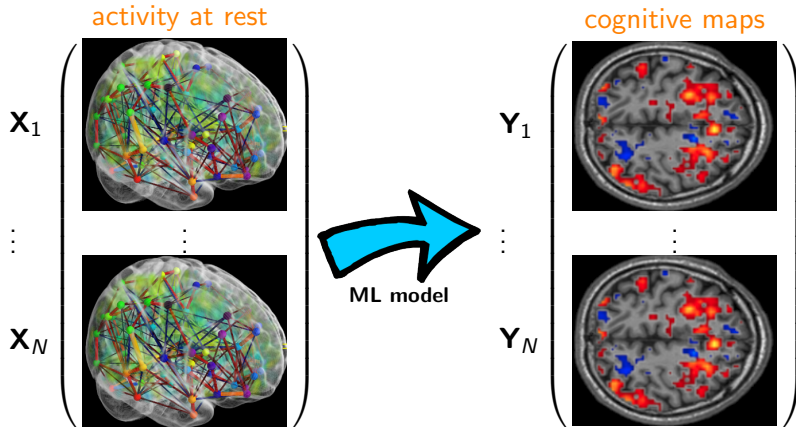 activity at rest
cognitive maps
X1
Y1
⋮
⋮
⋮
⋮
ML model
XN
YN